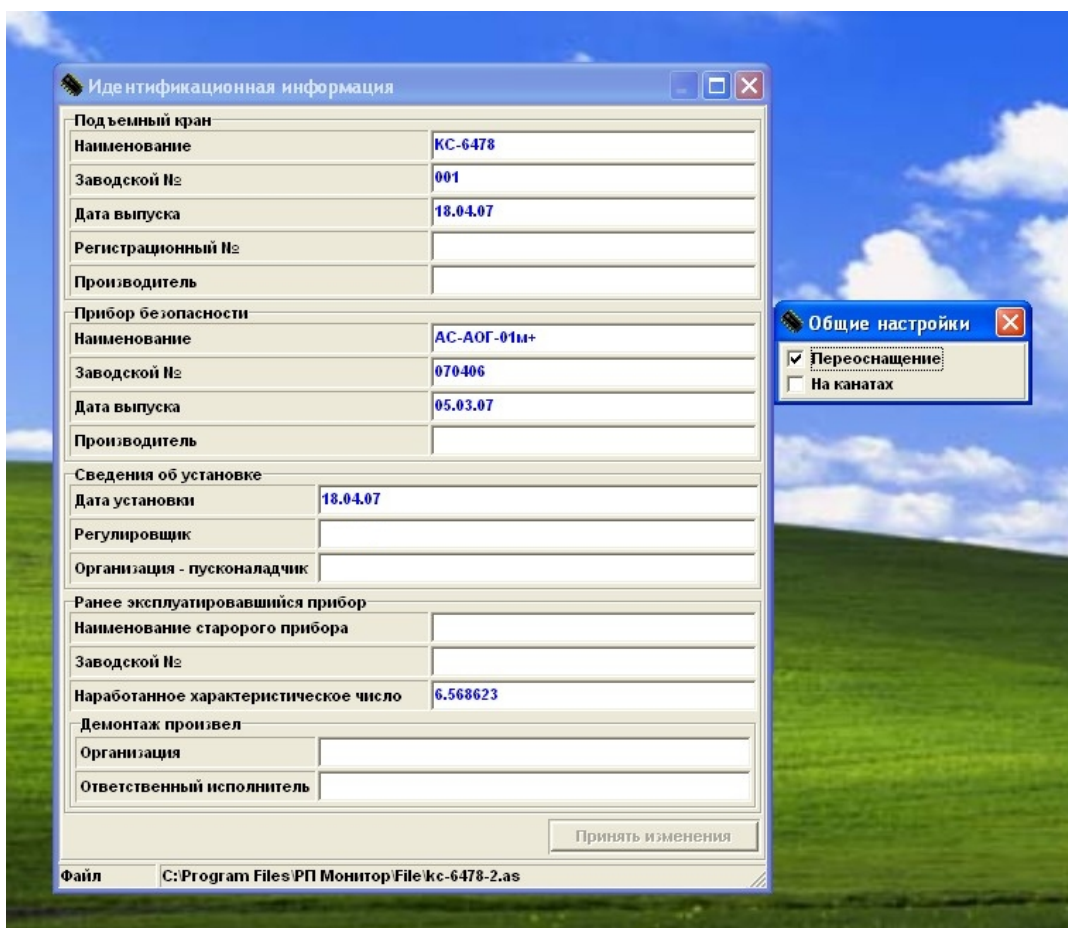 Идентификационная информация
Подъемный кран
Наименование КС-6478
Заводской № 001
Дата выпуска 18.04.07
Регистрационный №
Производитель
Прибор безопасности
Наименование АС-АОГ-01м+
Заводской № 070406
Дата выпуска 05.03.07
Производитель
Сведения об установке
Дата установки 18.04.07
Регулировщик
Организация - пусконаладчик
Ранее эксплуатировавшийся прибор
Наименование старорого прибора
Заводской №
Наработанное характеристическое число 6.568623
Демонтаж произвел
Организация
Ответственный исполнитель
Принять изменения
Файл C:\Program Files\РП Монитор\File\kc-6478-2.as
Общие настройки
Переоснащение
На канатах